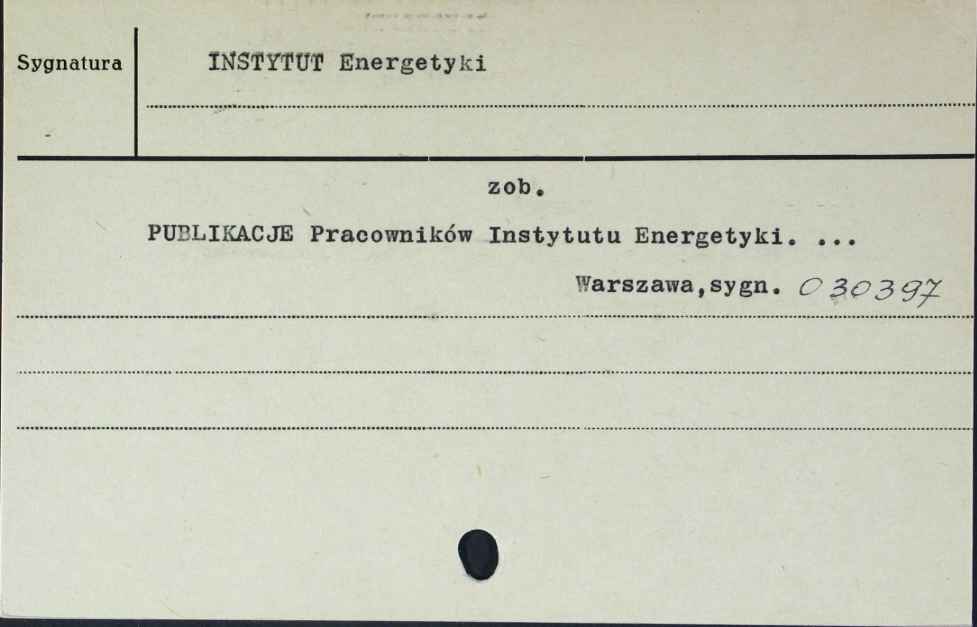 Sygnatura
INSTYTUT Energetyki
zob.
PUBLIKACJE Pracowników Instytutu Energetyki. ...
Warszawa,sygn. 030397